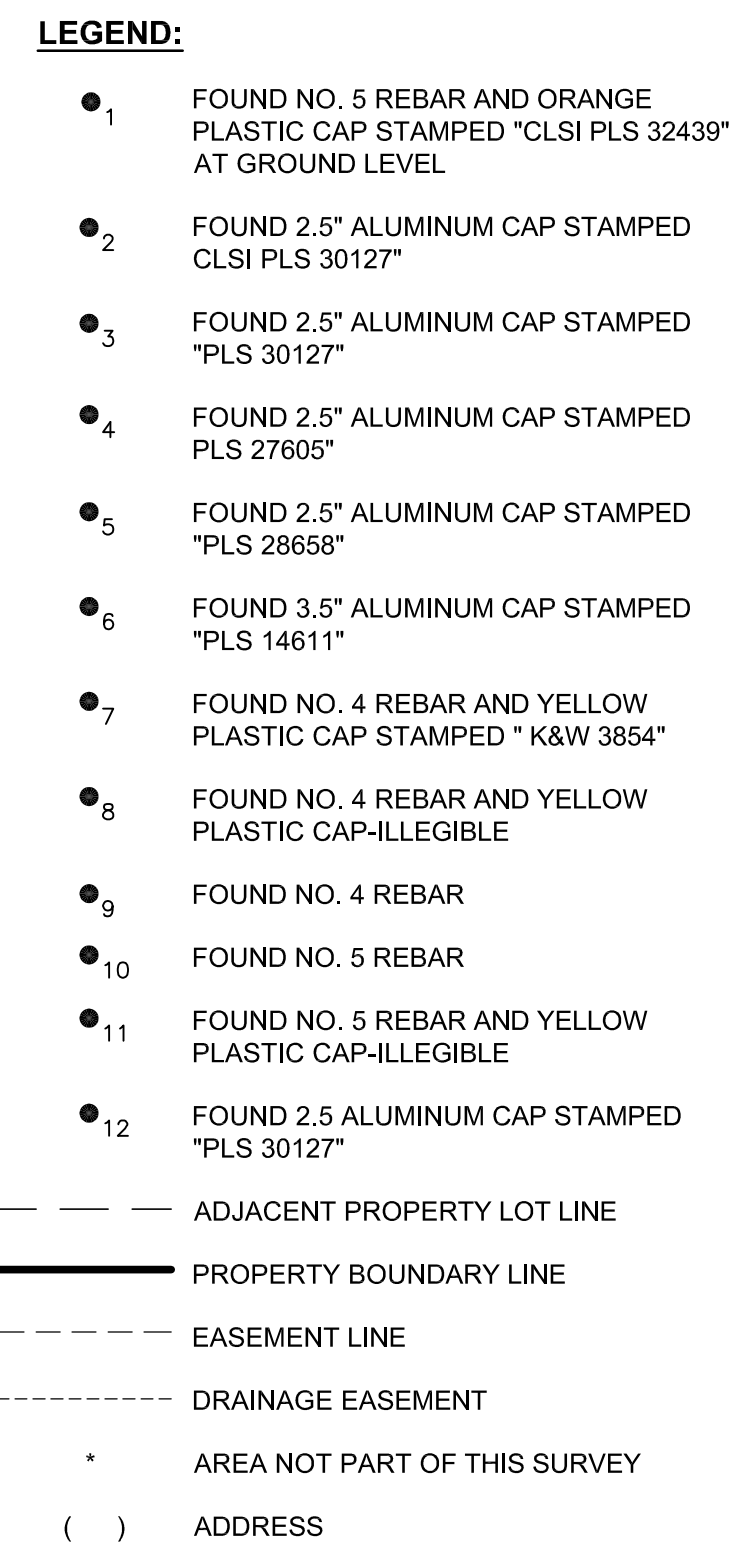 LEGEND:
1 FOUND NO. 5 REBAR AND ORANGE
PLASTIC CAP STAMPED "CLSI PLS 32439"
AT GROUND LEVEL
2 FOUND 2.5" ALUMINUM CAP STAMPED
CLSI PLS 30127"
3 FOUND 2.5" ALUMINUM CAP STAMPED
"PLS 30127"
4 FOUND 2.5" ALUMINUM CAP STAMPED
PLS 27605"
5 FOUND 2.5" ALUMINUM CAP STAMPED
"PLS 28658"
6 FOUND 3.5" ALUMINUM CAP STAMPED
"PLS 14611"
7 FOUND NO. 4 REBAR AND YELLOW
PLASTIC CAP STAMPED " K&W 3854"
8 FOUND NO. 4 REBAR AND YELLOW
PLASTIC CAP-ILLEGIBLE
9 FOUND NO. 4 REBAR
10 FOUND NO. 5 REBAR
11 FOUND NO. 5 REBAR AND YELLOW
PLASTIC CAP-ILLEGIBLE
12 FOUND 2.5 ALUMINUM CAP STAMPED
"PLS 30127"
ADJACENT PROPERTY LOT LINE
PROPERTY BOUNDARY LINE
EASEMENT LINE
DRAINAGE EASEMENT
* AREA NOT PART OF THIS SURVEY
( ) ADDRESS